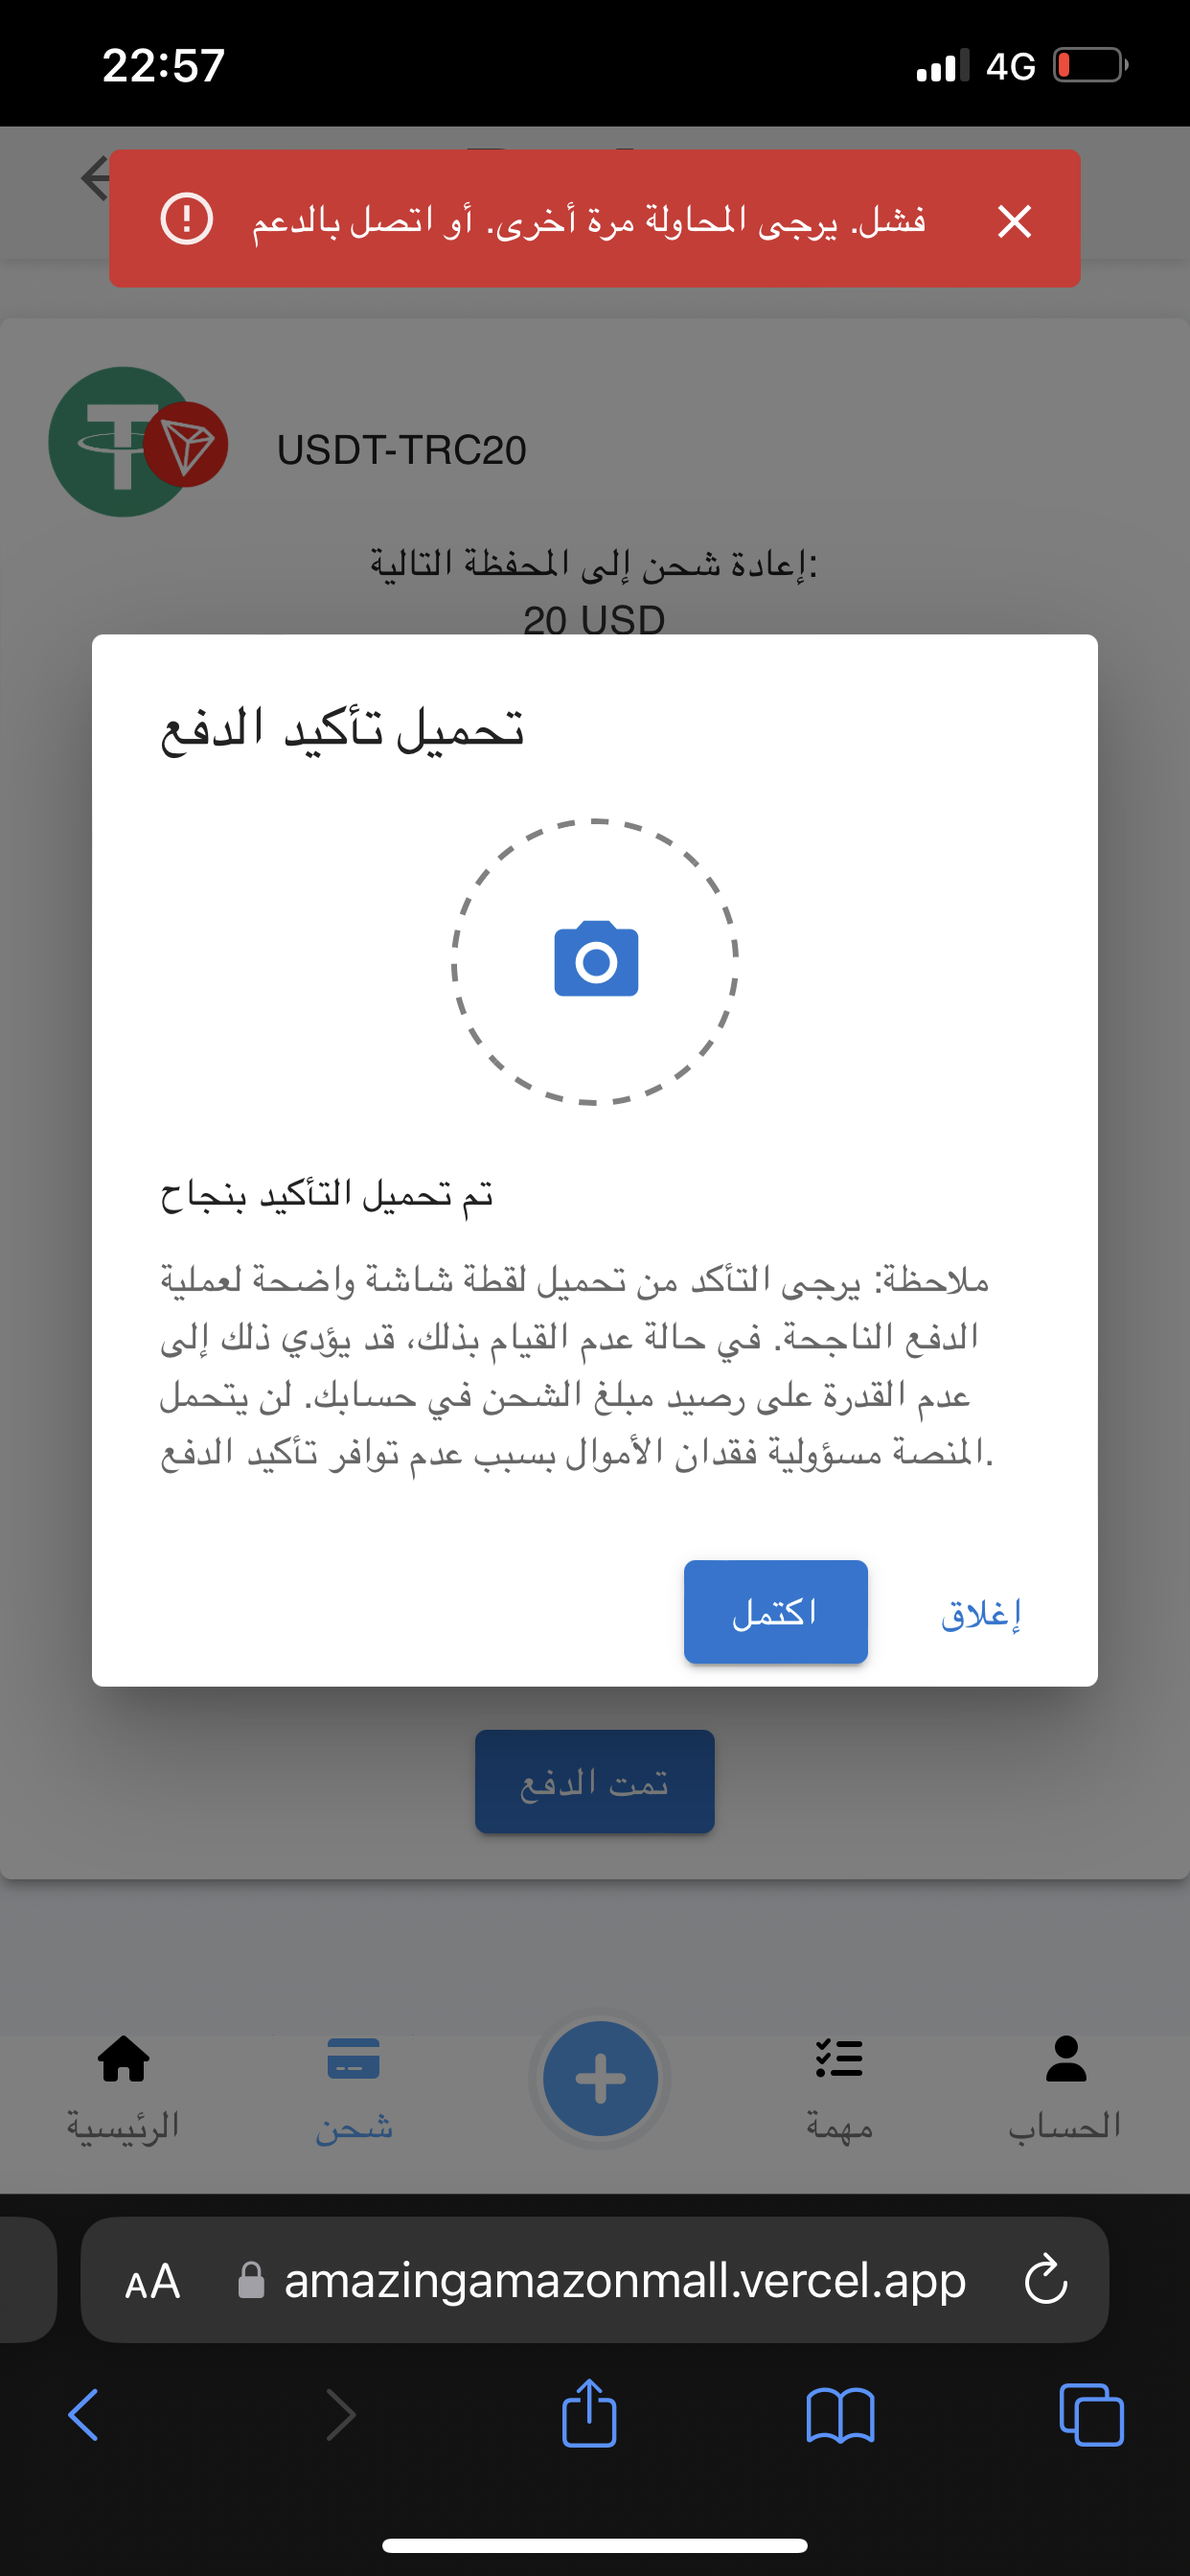 22:57
4G
فشل. يرجى المحاولة مرة أخرى. أو اتصل بالدعم
USDT-TRC20
إعادة شحن إلى المحفظة التالية:
20 USD
تحميل تأكيد الدفع
تم تحميل التأكيد بنجاح
ملاحظة: يرجى التأكد من تحميل لقطة شاشة واضحة لعملية
الدفع الناجحة. في حالة عدم القيام بذلك، قد يؤدي ذلك إلى
عدم القدرة على رصيد مبلغ الشحن في حسابك. لن يتحمل
المنصة مسؤولية فقدان الأموال بسبب عدم توافر تأكيد الدفع.
إغلاق
اكتمل
تمت الدفع
الرئيسية
شحن
مهمة
الحساب
AA
amazingamazonmall.vercel.app